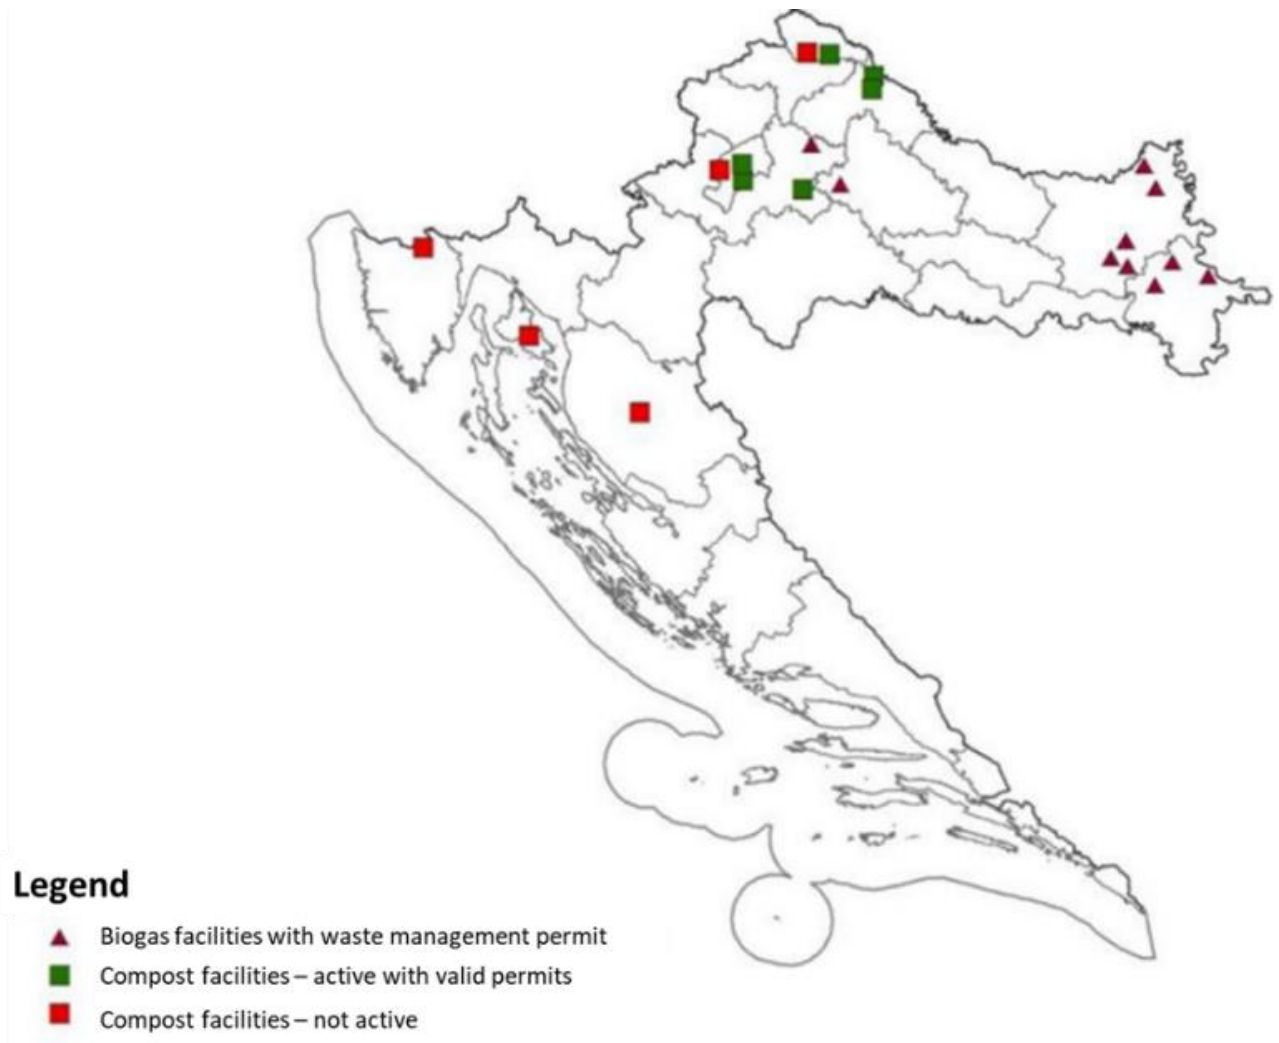 Legend
Biogas facilities with waste management permit
Compost facilities – active with valid permits
Compost facilities – not active